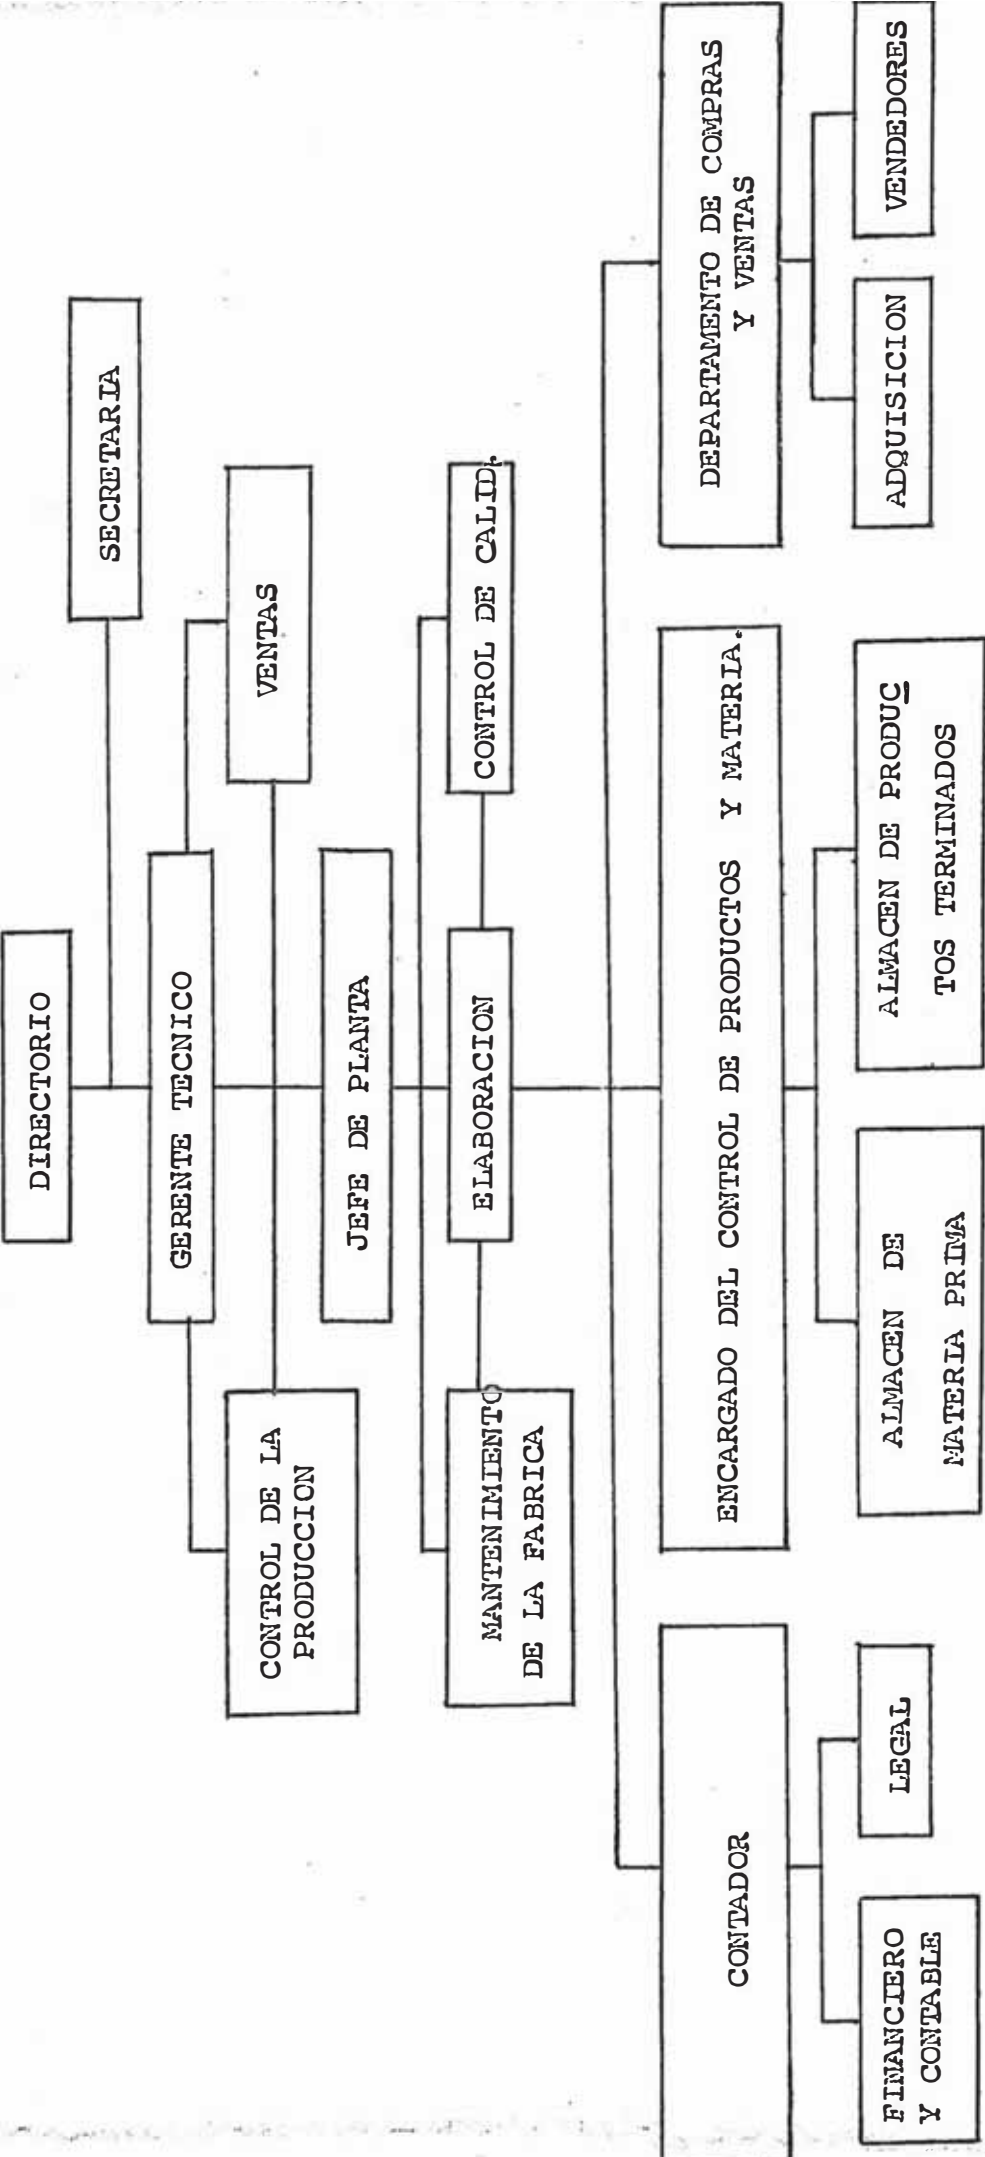 DIRECTORIO
SECRETARIA
GERENTE TECNICO
CONTROL DE LA
PRODUCCION
VENTAS
JEFE DE PLANTA
MANTENIMIENTO
DE LA FABRICA
ELABORACION
CONTROL DE CALID
CONTADOR
ENCARGADO DEL CONTROL DE PRODUCTOS Y MATERIA.
DEPARTAMENTO DE COMPRAS
Y VENTAS
FINANCIERO
Y CONTABLE
LEGAL
ALMACEN DE
MATERIA PRIMA
ALMACEN DE PRODUC
TOS TERMINADOS
ADQUISICION
VENDEDORES